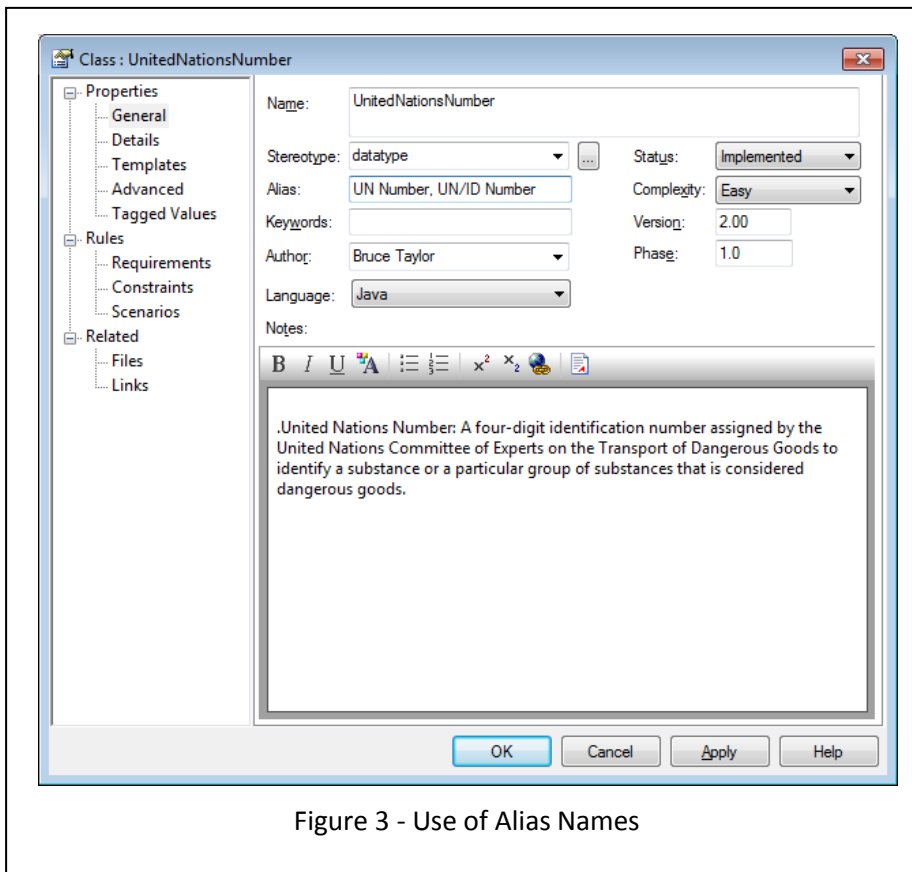 Class : UnitedNationsNumber
Properties
General
Details
Templates
Advanced
Tagged Values
Rules
Requirements
Constraints
Scenarios
Related
Files
Links
Name: UnitedNationsNumber
Stereotype: datatype ... Status: Implemented
Alias: UN Number, UN/ID Number Complexity: Easy
Keywords: Version: 2.00
Author: Bruce Taylor Phase: 1.0
Language: Java
Notes:
B I U A x² x₂
.United Nations Number: A four-digit identification number assigned by the
United Nations Committee of Experts on the Transport of Dangerous Goods to
identify a substance or a particular group of substances that is considered
dangerous goods.
OK Cancel Apply Help
Figure 3 - Use of Alias Names